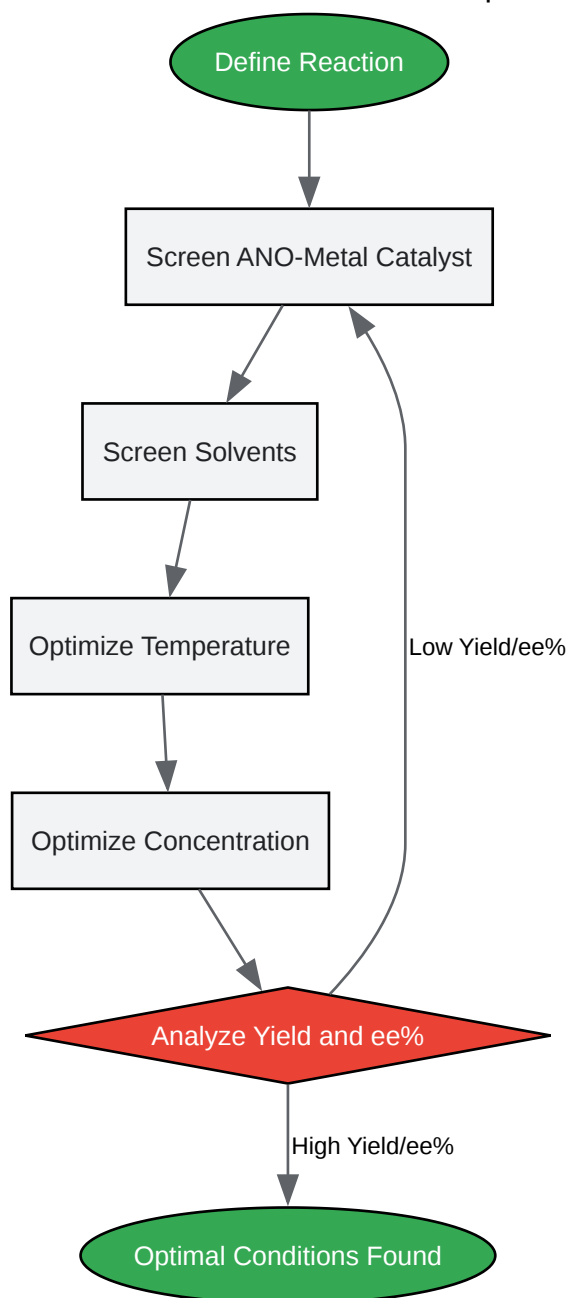 Define Reaction
Screen ANO-Metal Catalyst
Screen Solvents
Optimize Temperature
Low Yield/ee%
Optimize Concentration
Analyze Yield and ee%
High Yield/ee%
Optimal Conditions Found